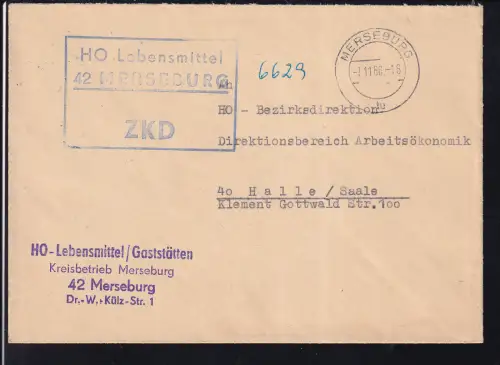 HO Lebensmittel
42 MERSEBURG
ZKD
6629
MERSEBURG
-1.11.66.-16
An
HO - Bezirksdirektion
Direktionsbereich Arbeitsökonomik
40 Halle/Saale
Klement Gottwald Str.100
HO-Lebensmittel/Gaststätten
Kreisbetrieb Merseburg
42 Merseburg
Dr.-W.-Külz-Str. 1